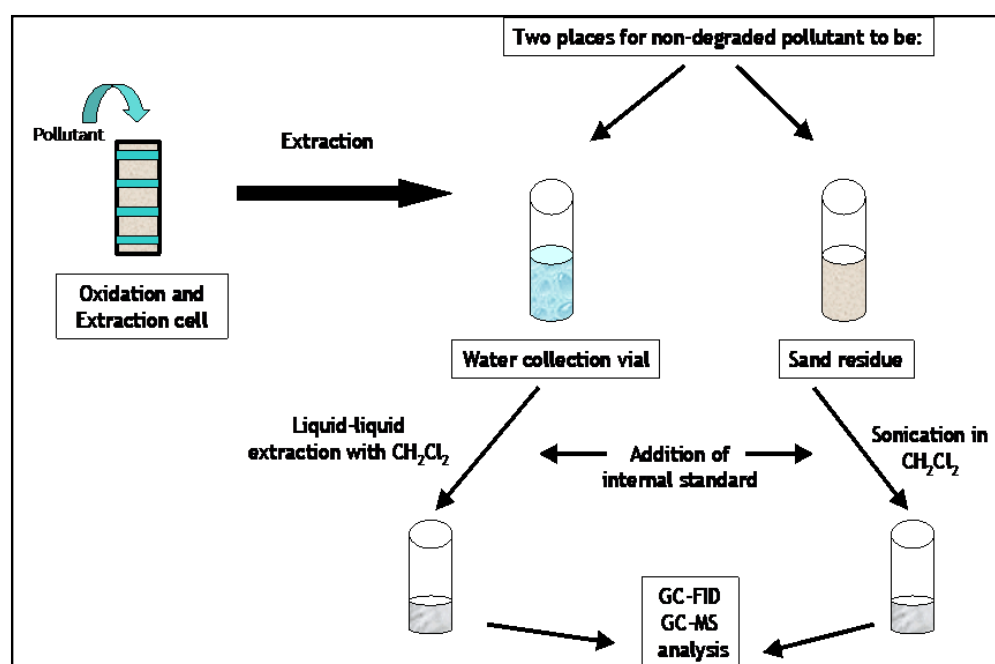 Two places for non-degraded pollutant to be:
Pollutant
Extraction
Oxidation and
Extraction cell
Water collection vial
Sand residue
Liquid-liquid
extraction with CH₂Cl₂
Addition of
internal standard
Sonication in
CH₂Cl₂
GC-FID
GC-MS
analysis